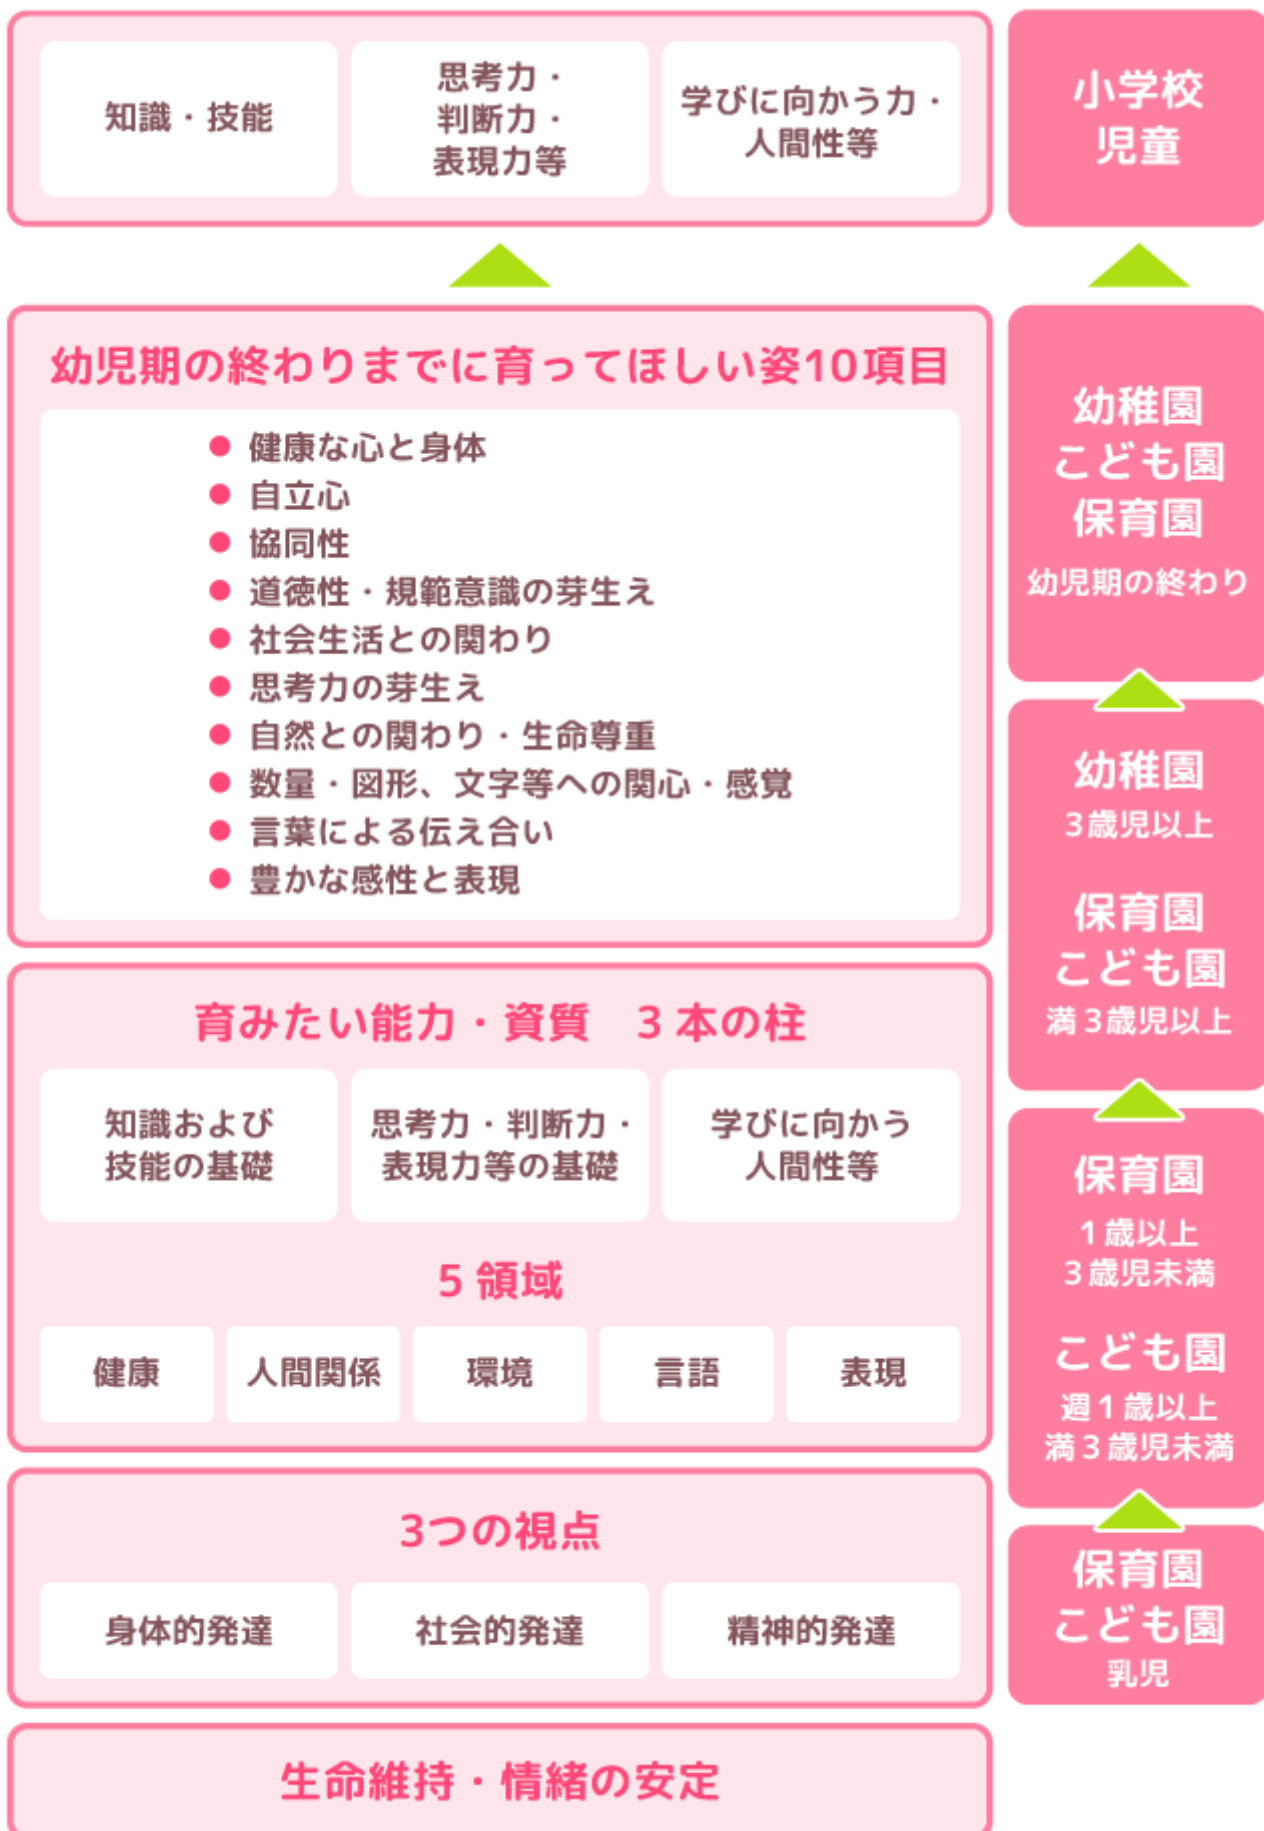 知識・技能
思考力・
判断力・
表現力等
学びに向かう力・
人間性等
小学校
児童
幼児期の終わりまでに育ってほしい姿10項目
● 健康な心と身体
● 自立心
● 協同性
● 道徳性・規範意識の芽生え
● 社会生活との関わり
● 思考力の芽生え
● 自然との関わり・生命尊重
● 数量・図形、文字等への関心・感覚
● 言葉による伝え合い
● 豊かな感性と表現
幼稚園
こども園
保育園
幼児期の終わり
幼稚園
3歳児以上
保育園
こども園
満3歳児以上
育みたい能力・資質　3本の柱
知識および
技能の基礎
思考力・判断力・
表現力等の基礎
学びに向かう
人間性等
5領域
健康
人間関係
環境
言語
表現
保育園
1歳以上
3歳児未満
こども園
週1歳以上
満3歳児未満
3つの視点
身体的発達
社会的発達
精神的発達
保育園
こども園
乳児
生命維持・情緒の安定